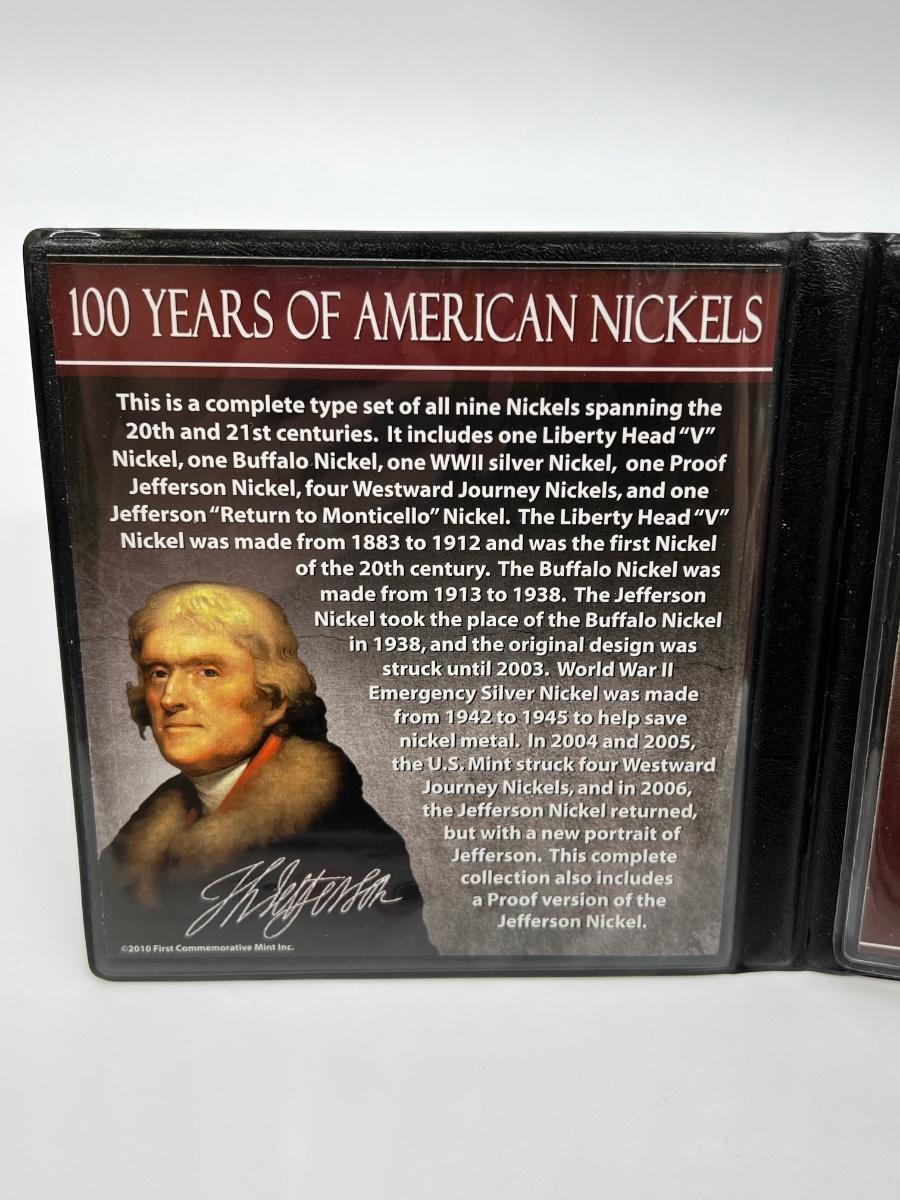 100 YEARS OF AMERICAN NICKELS
This is a complete type set of all nine Nickels spanning the
20th and 21st centuries. It includes one Liberty Head "V"
Nickel, one Buffalo Nickel, one WWII silver Nickel, one Proof
Jefferson Nickel, four Westward Journey Nickels, and one
Jefferson "Return to Monticello" Nickel. The Liberty Head "V"
Nickel was made from 1883 to 1912 and was the first Nickel
of the 20th century. The Buffalo Nickel was
made from 1913 to 1938. The Jefferson
Nickel took the place of the Buffalo Nickel
in 1938, and the original design was
struck until 2003. World War II
Emergency Silver Nickel was made
from 1942 to 1945 to help save
nickel metal. In 2004 and 2005,
the U.S. Mint struck four Westward
Journey Nickels, and in 2006,
the Jefferson Nickel returned,
but with a new portrait of
Jefferson. This complete
collection also includes
a Proof version of the
Jefferson Nickel.
Th Jefferson
©2010 First Commemorative Mint Inc.